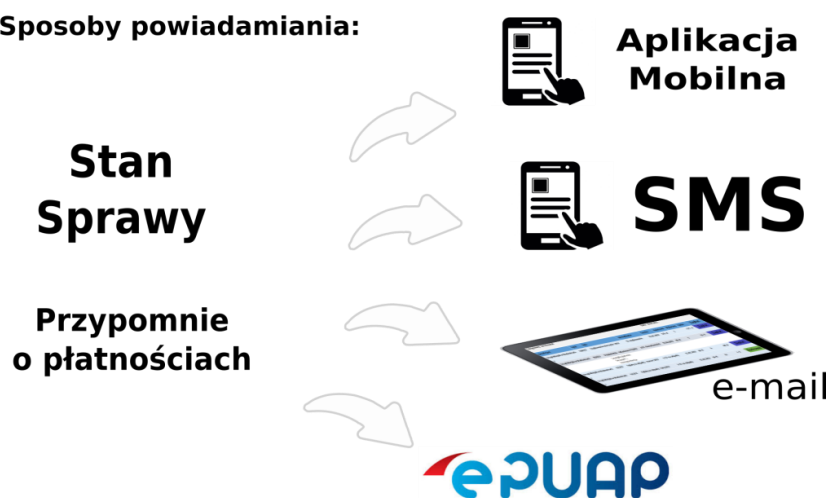 Sposoby powiadamiania:
Aplikacja
Mobilna
Stan
Sprawy
SMS
Przypomnie
o płatnościach
e-mail
ePUAP